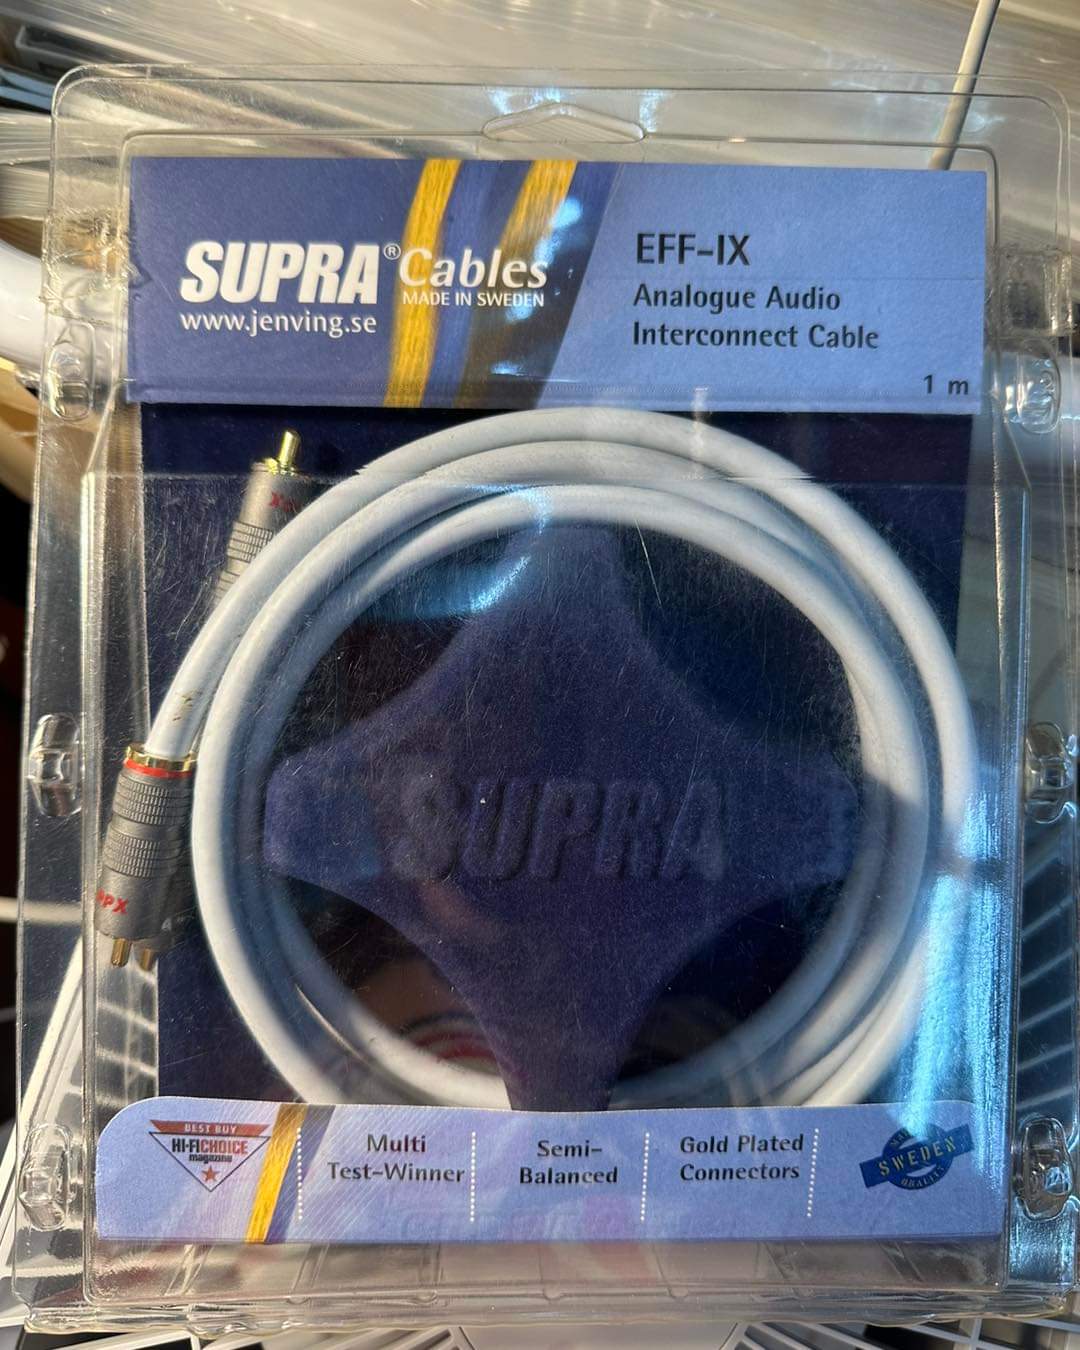 SUPRA® Cables
MADE IN SWEDEN
www.jenving.se
EFF-IX
Analogue Audio
Interconnect Cable
1 m
SUPRA
BEST BUY
HI-FICHOICE
magazine
Multi
Test-Winner
Semi-
Balanced
Gold Plated
Connectors
SWEDEN
QUALITY